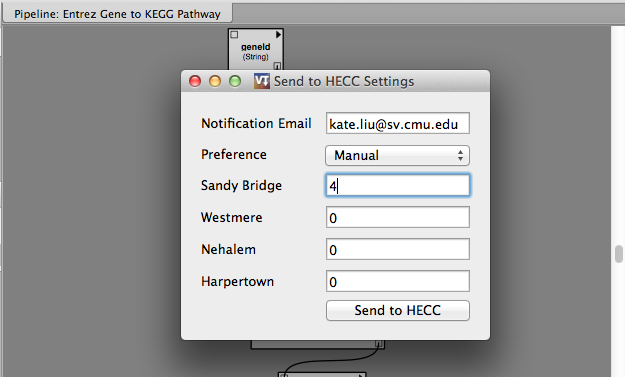 Pipeline: Entrez Gene to KEGG Pathway
geneId
(String)
VT Send to HECC Settings
Notification Email kate.liu@sv.cmu.edu
Preference Manual
Sandy Bridge 4
Westmere 0
Nehalem 0
Harpertown 0
Send to HECC